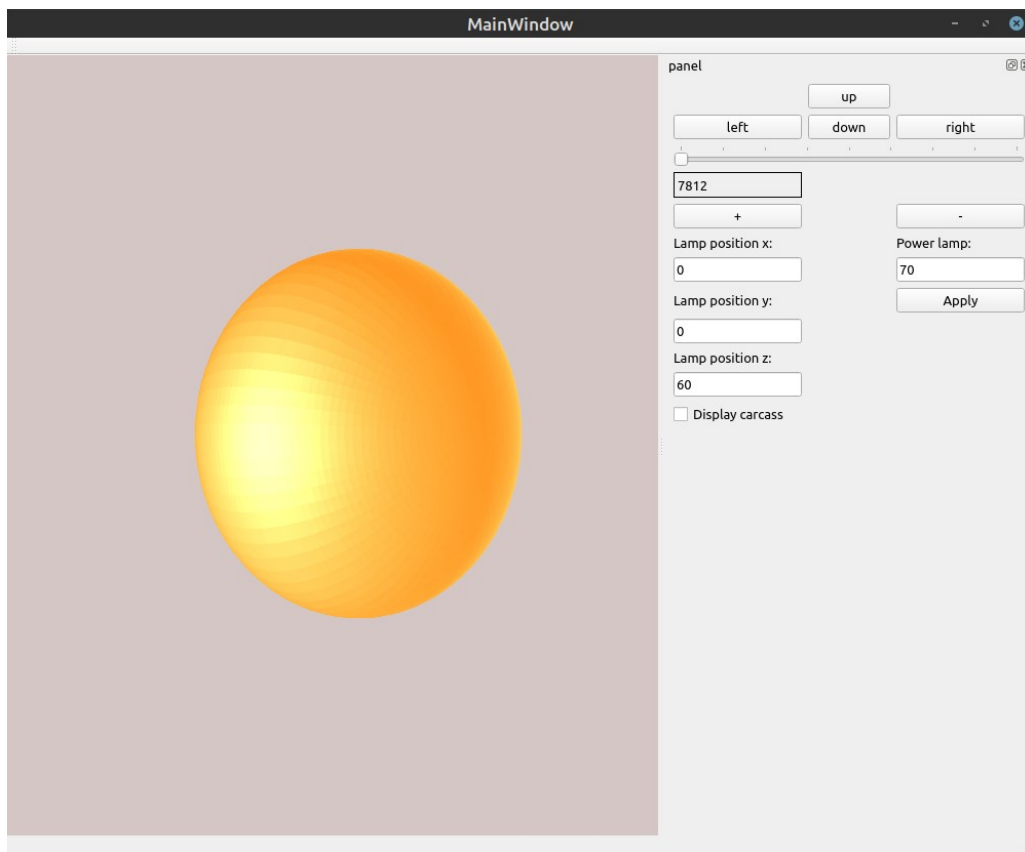 MainWindow
panel
up
left down right
7812
+ -
Lamp position x: Power lamp:
0 70
Lamp position y: Apply
0
Lamp position z:
60
Display carcass